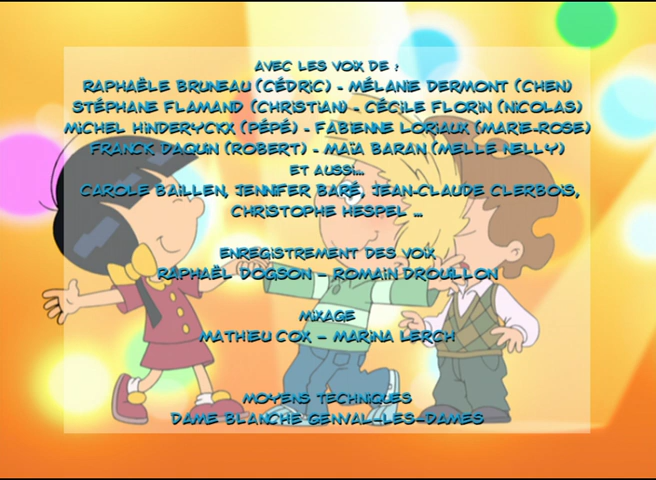 AVEC LES VOIX DE :
RAPHAËLE BRUNEAU (CÉDRIC) - MÉLANIE DERMONT (CHEN)
STÉPHANE FLAMAND (CHRISTIAN) - CÉCILE FLORIN (NICOLAS)
MICHEL HINDERYCKX (PÉPÉ) - FABIENNE LORIAUX (MARIE-ROSE)
FRANCK DAQUIN (ROBERT) - MAÏA BARAN (MELLE NELLY)
ET AUSSI...
CAROLE BAILLEN, JENNIFER BARÉ, JEAN-CLAUDE CLERBOIS,
CHRISTOPHE HESPEL ...
ENREGISTREMENT DES VOIX
RAPHAËL DOGSON - ROMAIN DROUILLON
MIXAGE
MATHIEU COX - MARINA LERCH
MOYENS TECHNIQUES
DAME BLANCHE GENVAL-LES-DAMES